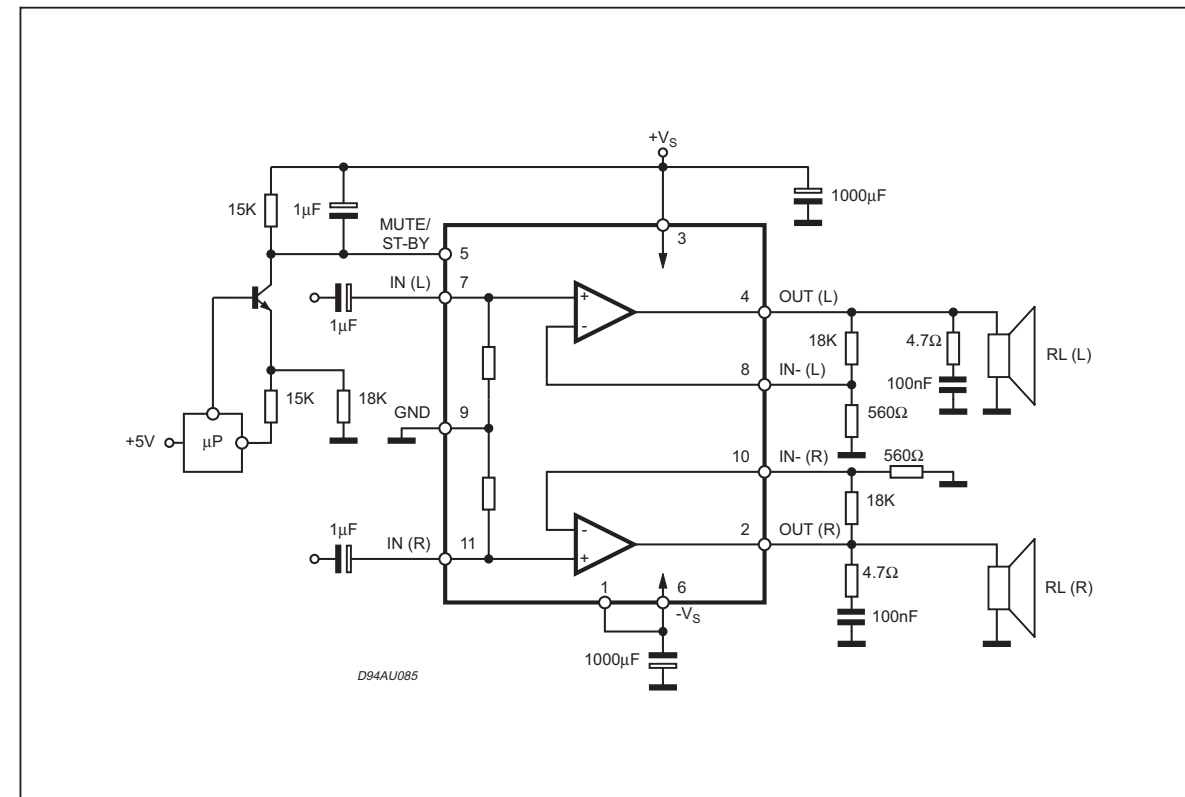 +VS
1000µF
15K
1µF
MUTE/
ST-BY
5
3
IN (L)
7
1µF
+
-
4
OUT (L)
18K
4.7Ω
RL (L)
8
IN- (L)
100nF
560Ω
15K
18K
GND
9
+5V
µP
10
IN- (R)
560Ω
18K
1µF
IN (R)
11
-
+
2
OUT (R)
4.7Ω
RL (R)
100nF
1
6
-VS
1000µF
D94AU085